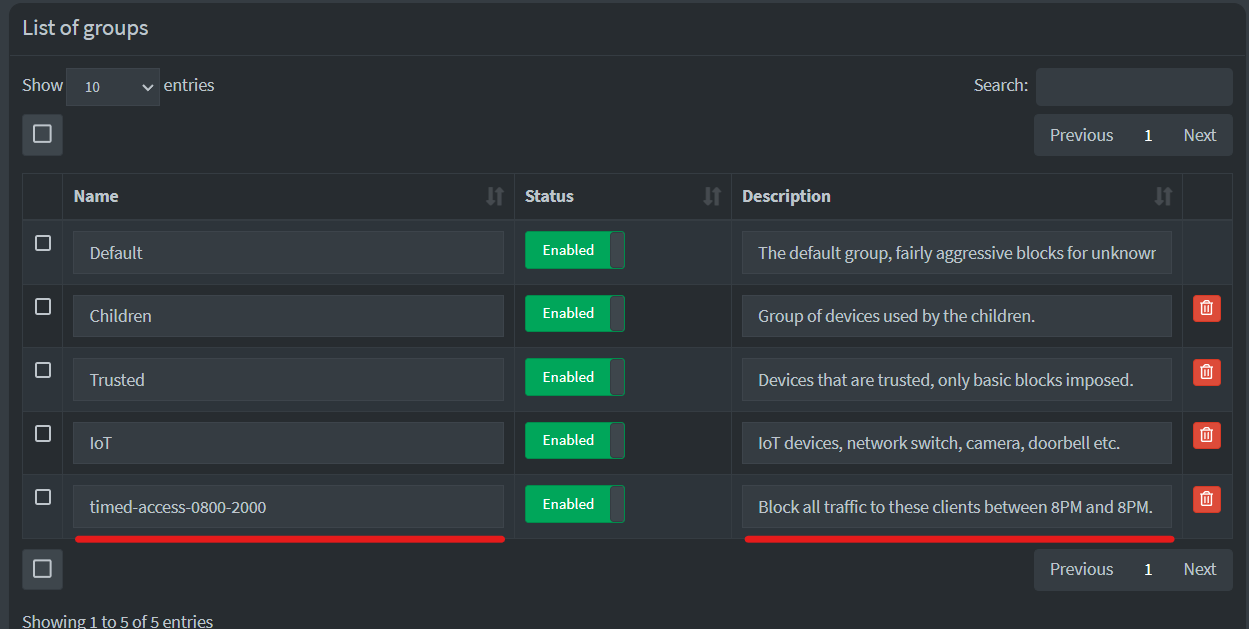 List of groups
Show 10 entries Search:
Previous 1 Next
Name Status Description
Default Enabled The default group, fairly aggressive blocks for unknowr
Children Enabled Group of devices used by the children.
Trusted Enabled Devices that are trusted, only basic blocks imposed.
IoT Enabled IoT devices, network switch, camera, doorbell etc.
timed-access-0800-2000 Enabled Block all traffic to these clients between 8PM and 8PM.
Previous 1 Next
Showing 1 to 5 of 5 entries